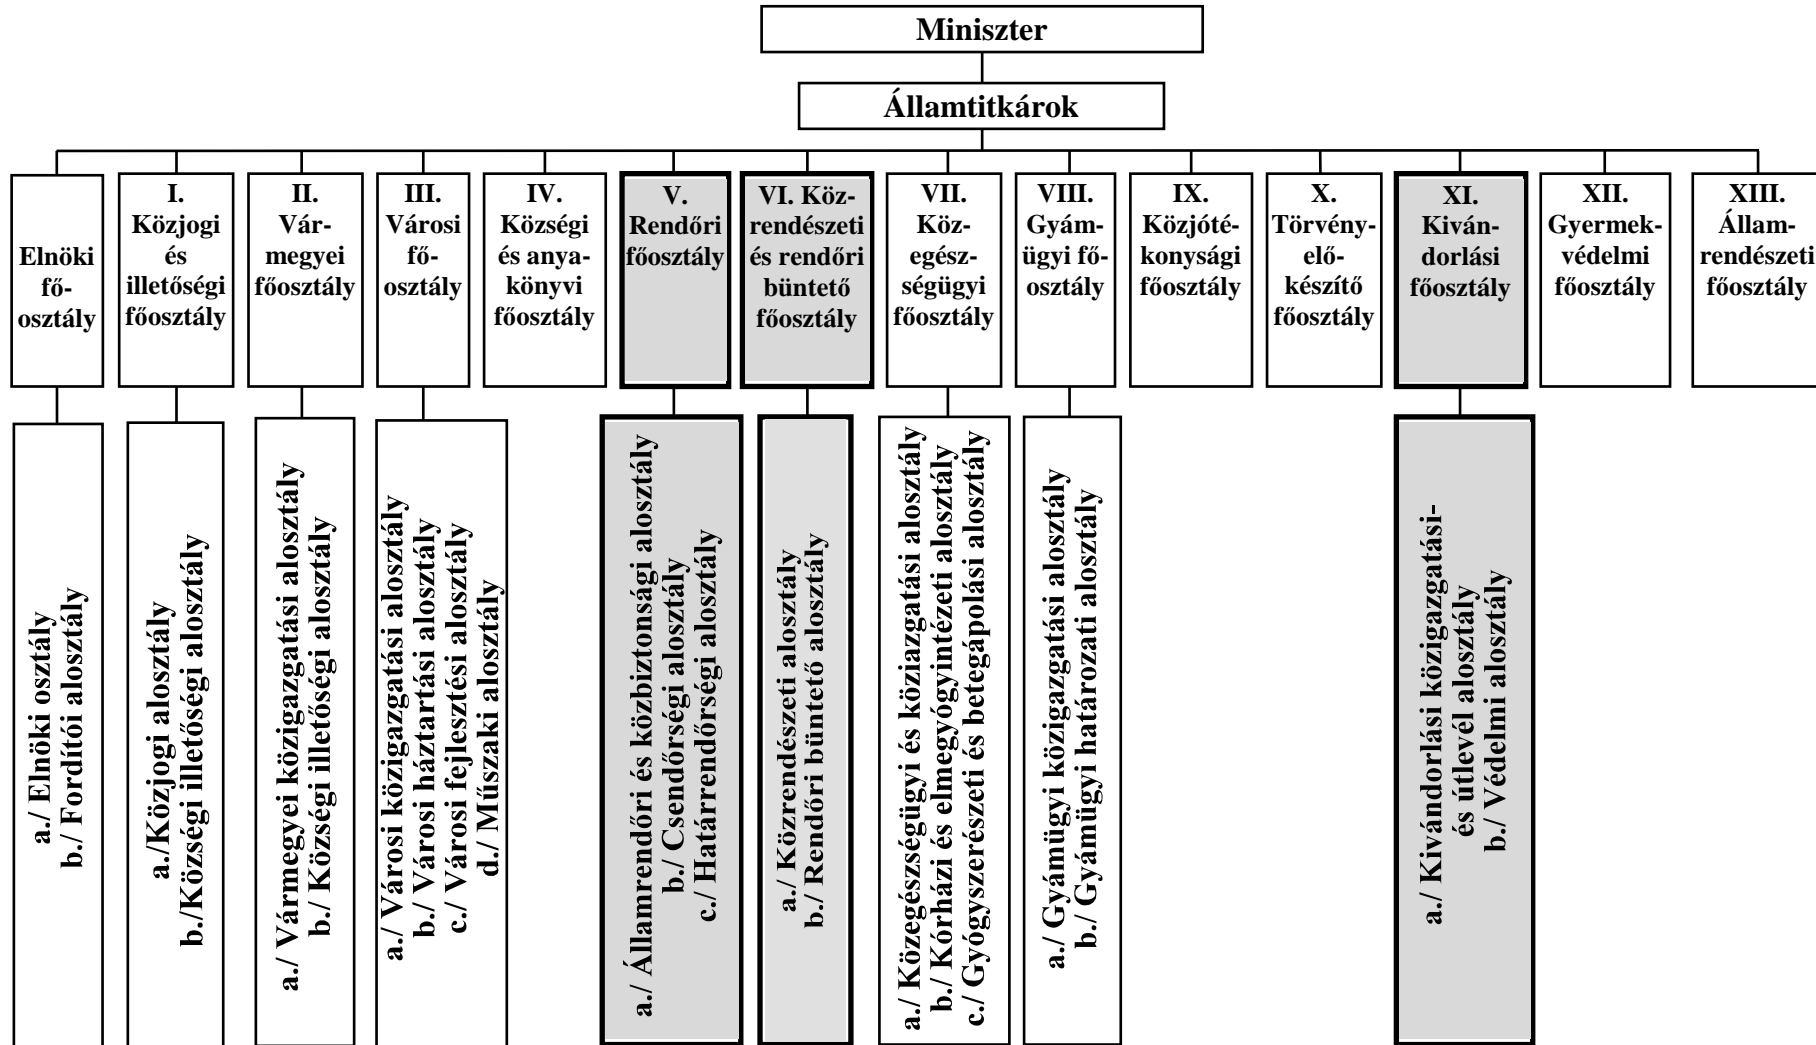 Miniszter
Államtitkárok
Elnöki
fő-
osztály
I.
Közjogi
és
illetőségi
főosztály
II.
Vár-
megyei
főosztály
III.
Városi
fő-
osztály
IV.
Községi
és anya-
könyvi
főosztály
V.
Rendőri
főosztály
VI. Köz-
rendészeti
és rendőri
büntető
főosztály
VII.
Köz-
egész-
ségügyi
főosztály
VIII.
Gyám-
ügyi fő-
osztály
IX.
Közjóté-
konysági
főosztály
X.
Törvény-
elő-
készítő
főosztály
XI.
Kiván-
dorlási
főosztály
XII.
Gyermek-
védelmi
főosztály
XIII.
Állam-
rendészeti
főosztály
a./ Elnöki osztály
b./ Fordítói alosztály
a./Közjogi alosztály
b./Községi illetőségi alosztály
a./ Vármegyei közigazgatási alosztály
b./ Községi illetőségi alosztály
a./ Városi közigazgatási alosztály
b./ Városi háztartási alosztály
c./ Városi fejlesztési alosztály
d./ Műszaki alosztály
a./ Államrendőri és közbiztonsági alosztály
b./ Csendőrségi alosztály
c./ Határrendőrségi alosztály
a./ Közrendészeti alosztály
b./ Rendőri büntető alosztály
a./ Közegészségügyi és köziazgatási alosztály
b./ Kórházi és elmegyógyintézeti alosztály
c./ Gyógyszerészeti és betegápolási alosztály
a./ Gyámügyi közigazgatási alosztály
b./ Gyámügyi határozati alosztály
a./ Kivándorlási közigazgatási-
és útlevél alosztály
b./ Védelmi alosztály